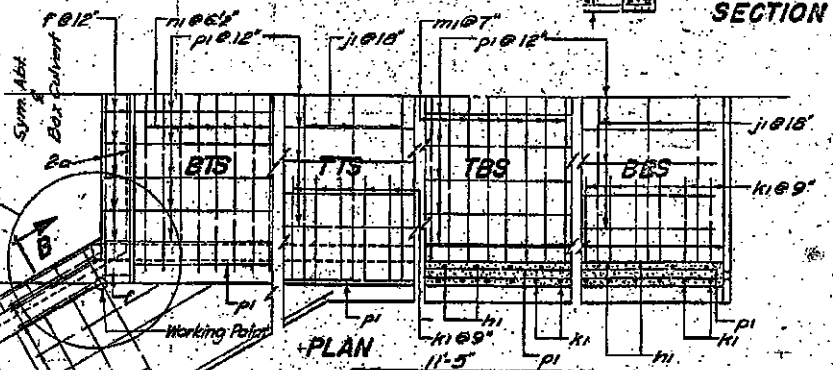 SECTION
f@12"
n1@6½"
p1@12"
j1@18"
m1@7"
p1@12"
Sym. Abt.
℄
Box Culvert
2a
BTS
TTS
TBS
BBS
j1@18"
k1@9"
B
f
p1
Working Point
p1
PLAN
k1@9"
11'-5"
h1
p1
k1
h1
p1
k1